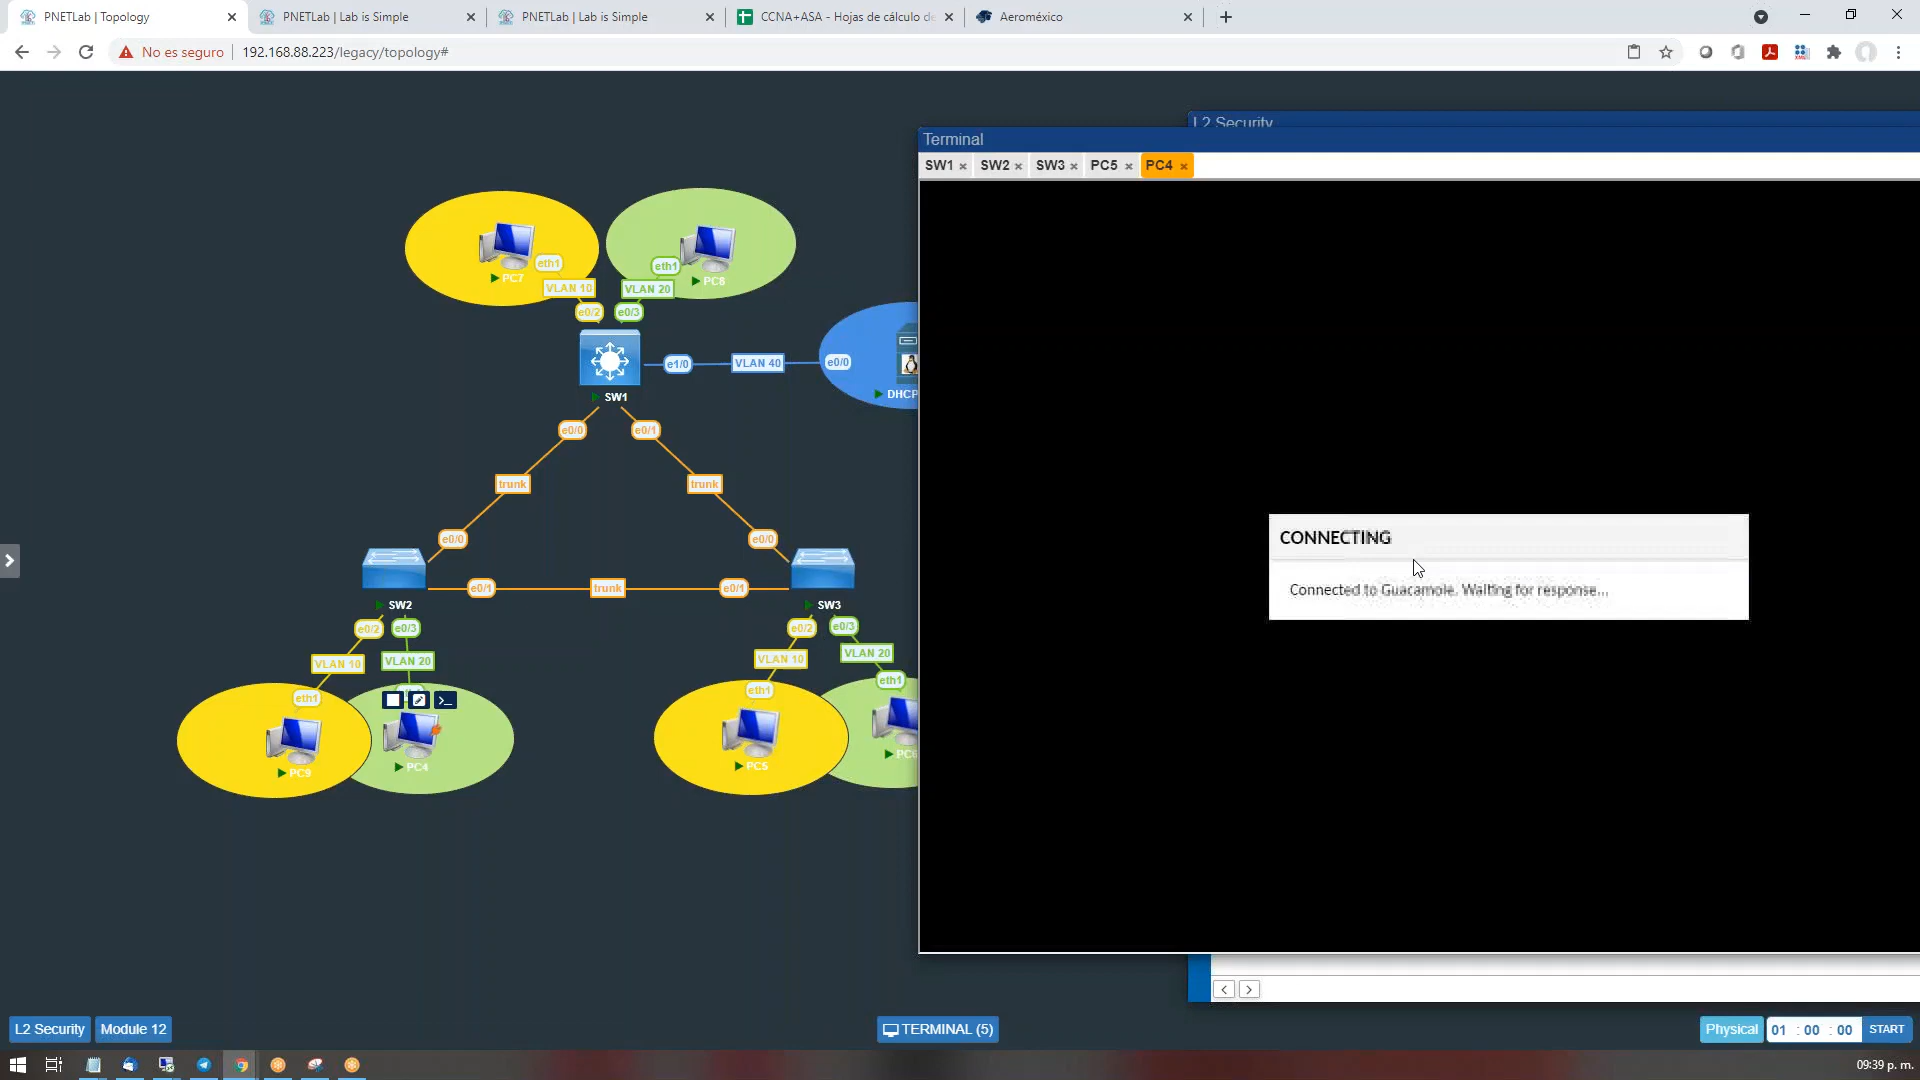 PNETLab | Topology
PNETLab | Lab is Simple
PNETLab | Lab is Simple
CCNA+ASA - Hojas de cálculo de
Aeroméxico
No es seguro
192.168.88.223/legacy/topology#
L2 Security
Terminal
SW1
SW2
SW3
PC5
PC4
PC7
eth1
VLAN 10
e0/2
eth1
PC8
VLAN 20
e0/3
SW1
e1/0
VLAN 40
e0/0
DHCP
e0/0
e0/1
trunk
trunk
e0/0
e0/0
SW2
e0/1
trunk
e0/1
SW3
e0/2
e0/3
VLAN 10
VLAN 20
eth1
PC9
PC4
e0/2
e0/3
VLAN 10
VLAN 20
eth1
eth1
PC5
CONNECTING
Connected to Guacamole. Waiting for response...
L2 Security
Module 12
TERMINAL (5)
Physical
01 : 00 : 00
START
09:39 p. m.